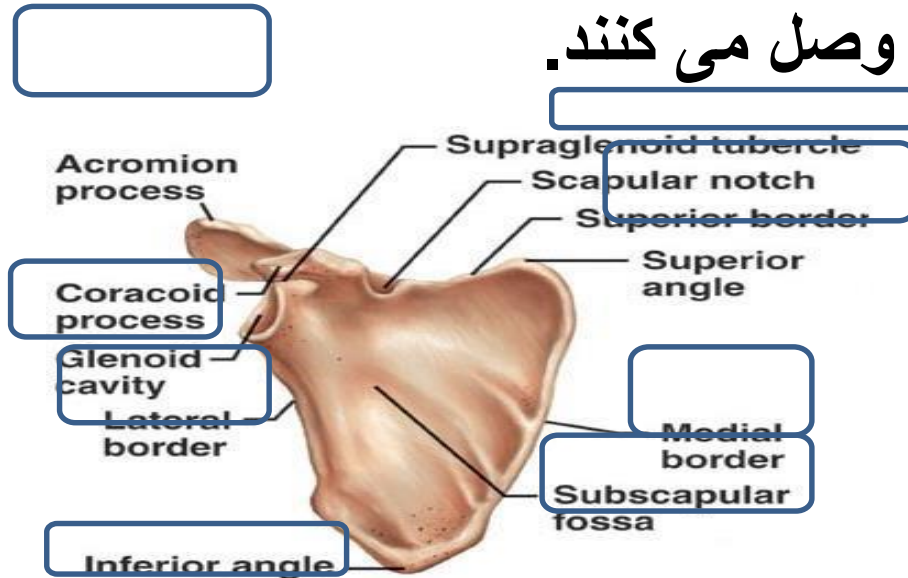 وصل می کنند.
Supraglenoid tubercle
Acromion
process
Scapular notch
Superior border
Superior
angle
Coracoid
process
Glenoid
cavity
Lateral
border
Medial
border
Subscapular
fossa
Inferior angle